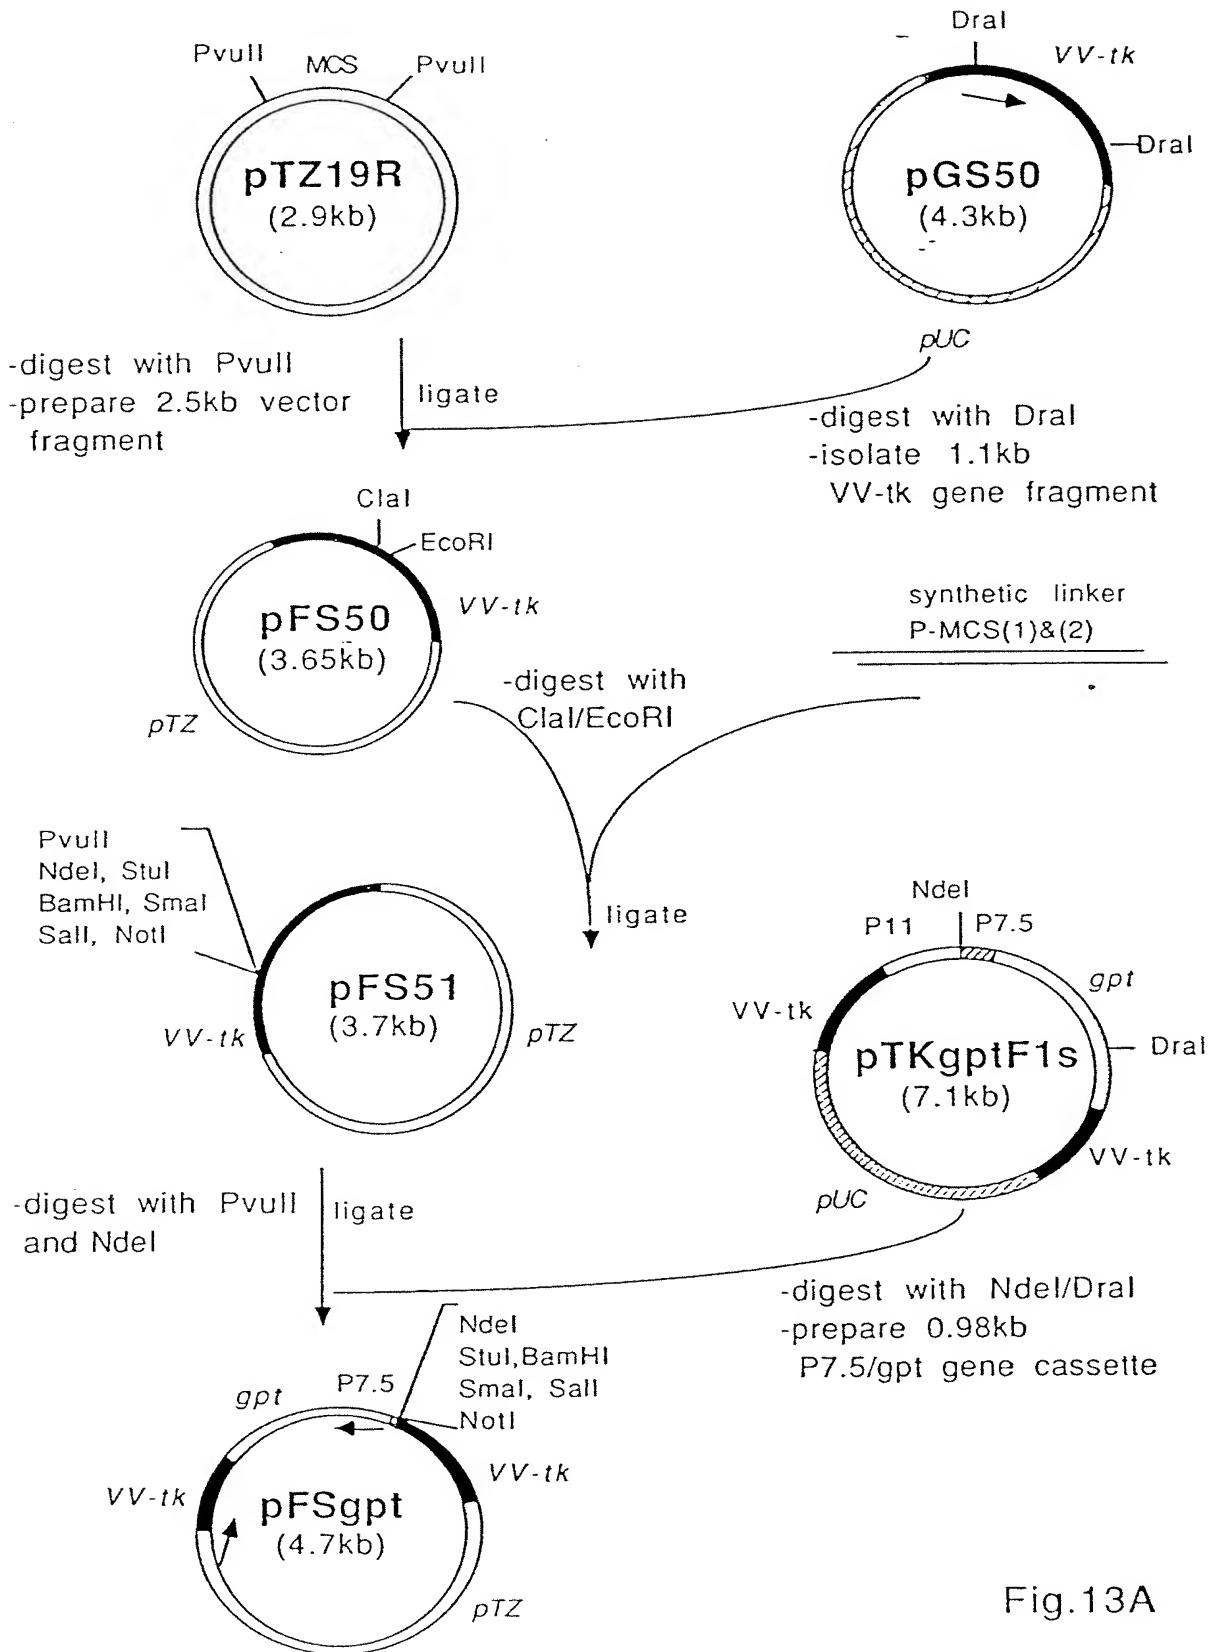 PvuII
MCS
PvuII
pTZ19R
(2.9kb)
DraI
VV-tk
DraI
pGS50
(4.3kb)
pUC
-digest with PvuII
-prepare 2.5kb vector
fragment
ligate
-digest with DraI
-isolate 1.1kb
VV-tk gene fragment
ClaI
EcoRI
VV-tk
pFS50
(3.65kb)
pTZ
-digest with
ClaI/EcoRI
synthetic linker
P-MCS(1)&(2)
PvuII
NdeI, StuI
BamHI, SmaI
SalI, NotI
VV-tk
pFS51
(3.7kb)
pTZ
ligate
NdeI
P11
P7.5
gpt
VV-tk
DraI
pTKgptF1s
(7.1kb)
VV-tk
pUC
-digest with PvuII
and NdeI
ligate
-digest with NdeI/DraI
-prepare 0.98kb
P7.5/gpt gene cassette
NdeI
StuI,BamHI
SmaI, SalI
NotI
gpt
P7.5
VV-tk
VV-tk
pFSgpt
(4.7kb)
pTZ
Fig.13A